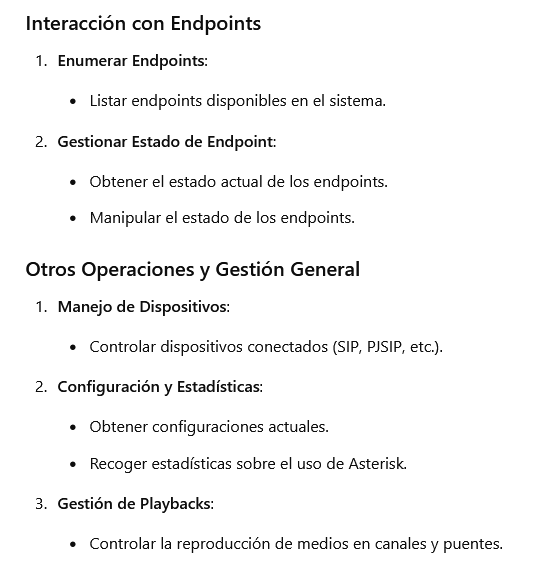 Interacción con Endpoints
1. Enumerar Endpoints:
• Listar endpoints disponibles en el sistema.
2. Gestionar Estado de Endpoint:
• Obtener el estado actual de los endpoints.
• Manipular el estado de los endpoints.
Otros Operaciones y Gestión General
1. Manejo de Dispositivos:
• Controlar dispositivos conectados (SIP, PJSIP, etc.).
2. Configuración y Estadísticas:
• Obtener configuraciones actuales.
• Recoger estadísticas sobre el uso de Asterisk.
3. Gestión de Playbacks:
• Controlar la reproducción de medios en canales y puentes.